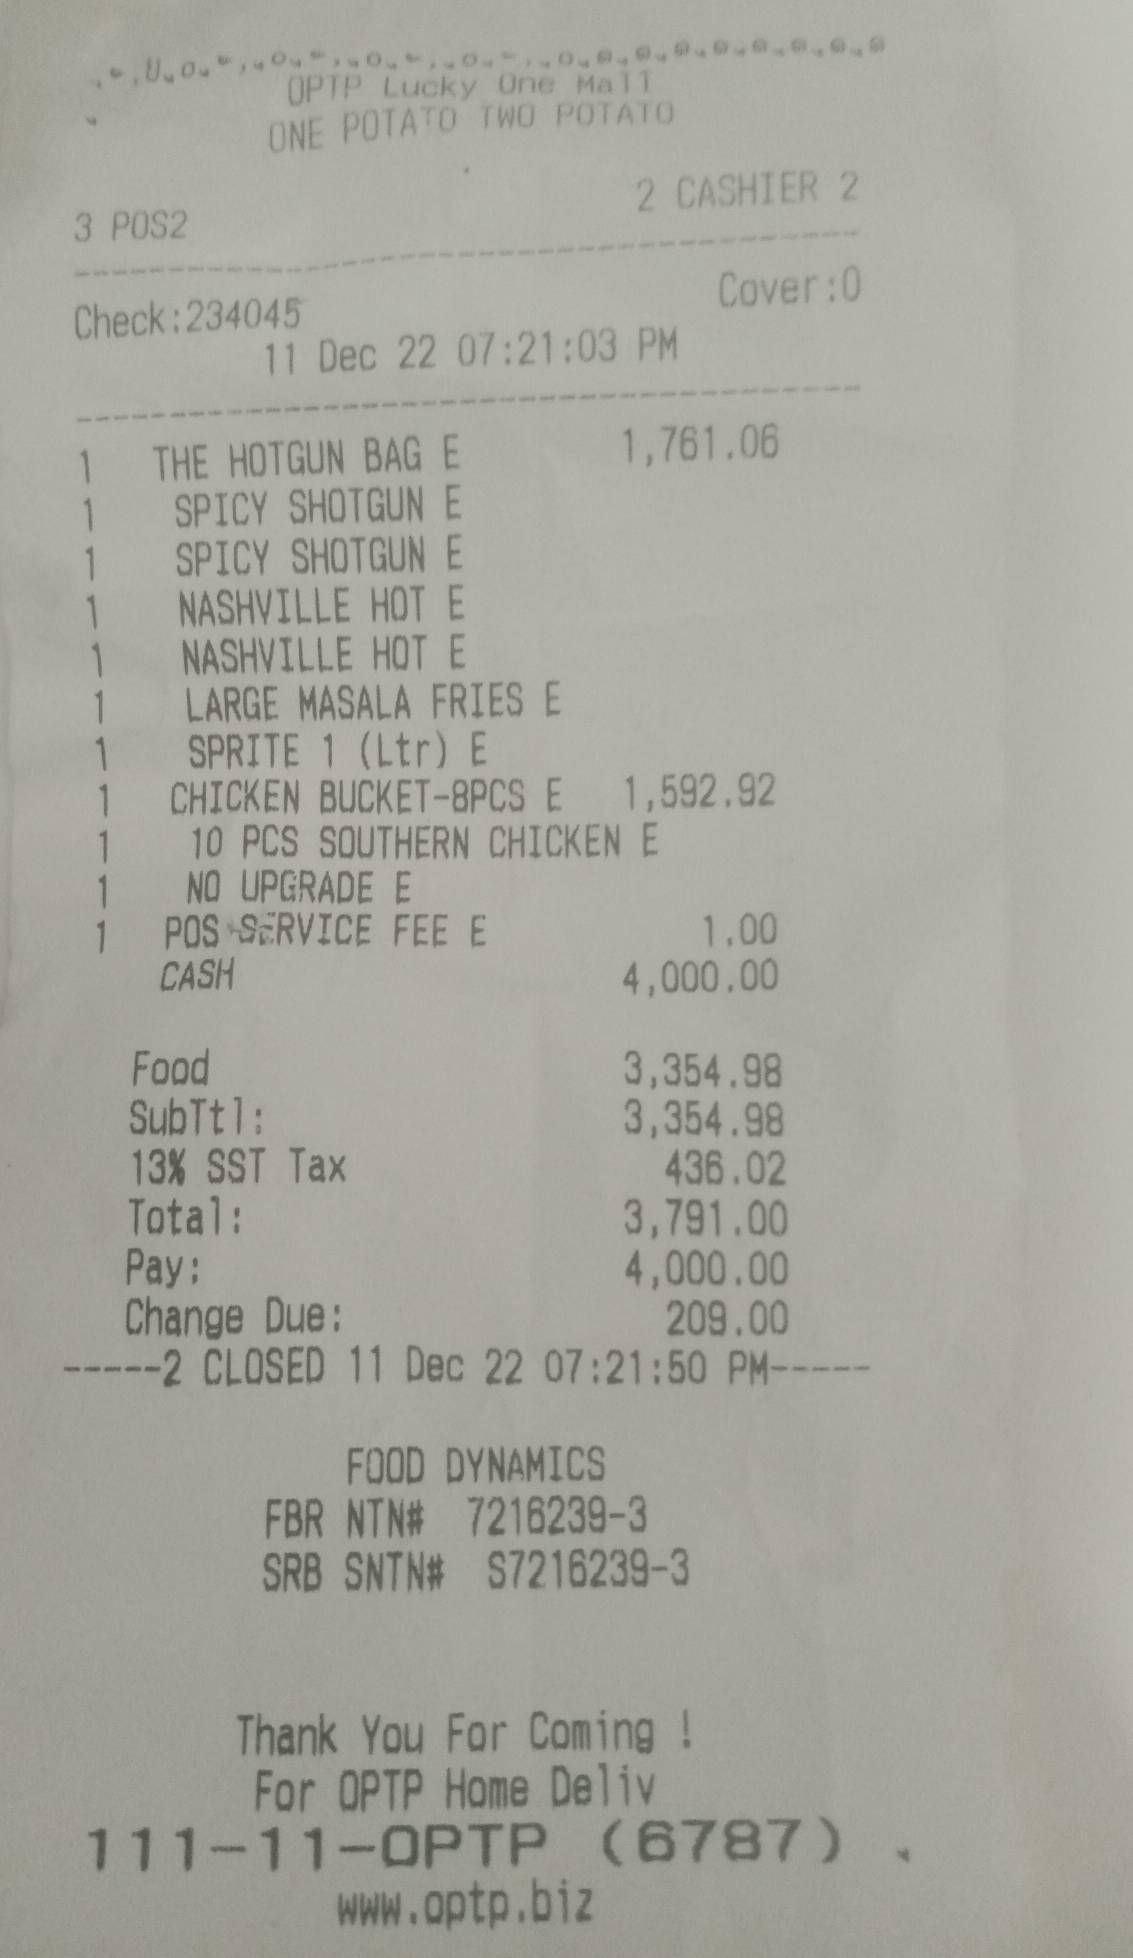 OPTP Lucky One Mall
ONE POTATO TWO POTATO
3 POS2 2 CASHIER 2
Check:234045 Cover:0
11 Dec 22 07:21:03 PM
1 THE HOTGUN BAG E 1,761.06
1 SPICY SHOTGUN E
1 SPICY SHOTGUN E
1 NASHVILLE HOT E
1 NASHVILLE HOT E
1 LARGE MASALA FRIES E
1 SPRITE 1 (Ltr) E
1 CHICKEN BUCKET-8PCS E 1,592.92
1 10 PCS SOUTHERN CHICKEN E
1 NO UPGRADE E
1 POS SERVICE FEE E 1.00
CASH 4,000.00
Food 3,354.98
SubTtl: 3,354.98
13% SST Tax 436.02
Total: 3,791.00
Pay: 4,000.00
Change Due: 209.00
-----2 CLOSED 11 Dec 22 07:21:50 PM-----
FOOD DYNAMICS
FBR NTN# 7216239-3
SRB SNTN# S7216239-3
Thank You For Coming !
For OPTP Home Deliv
111-11-OPTP (6787)
www.optp.biz